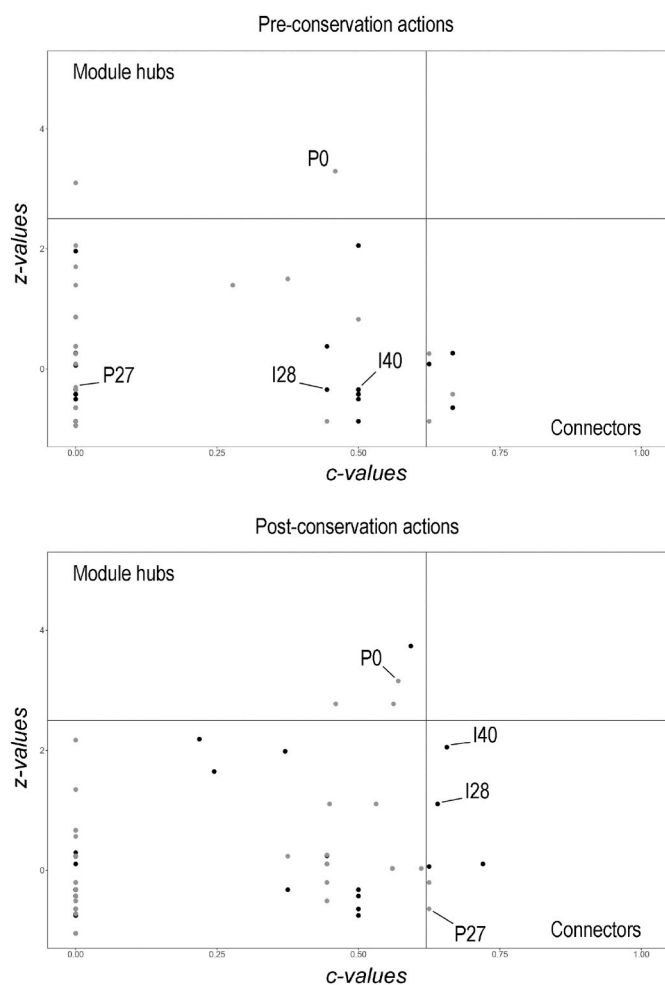 Pre-conservation actions
Module hubs
4
P0
z-values
2
I40
P27
I28
0
Connectors
0.00
0.25
0.50
0.75
1.00
c-values
Post-conservation actions
Module hubs
4
P0
z-values
2
I40
I28
0
P27
Connectors
0.00
0.25
0.50
0.75
1.00
c-values